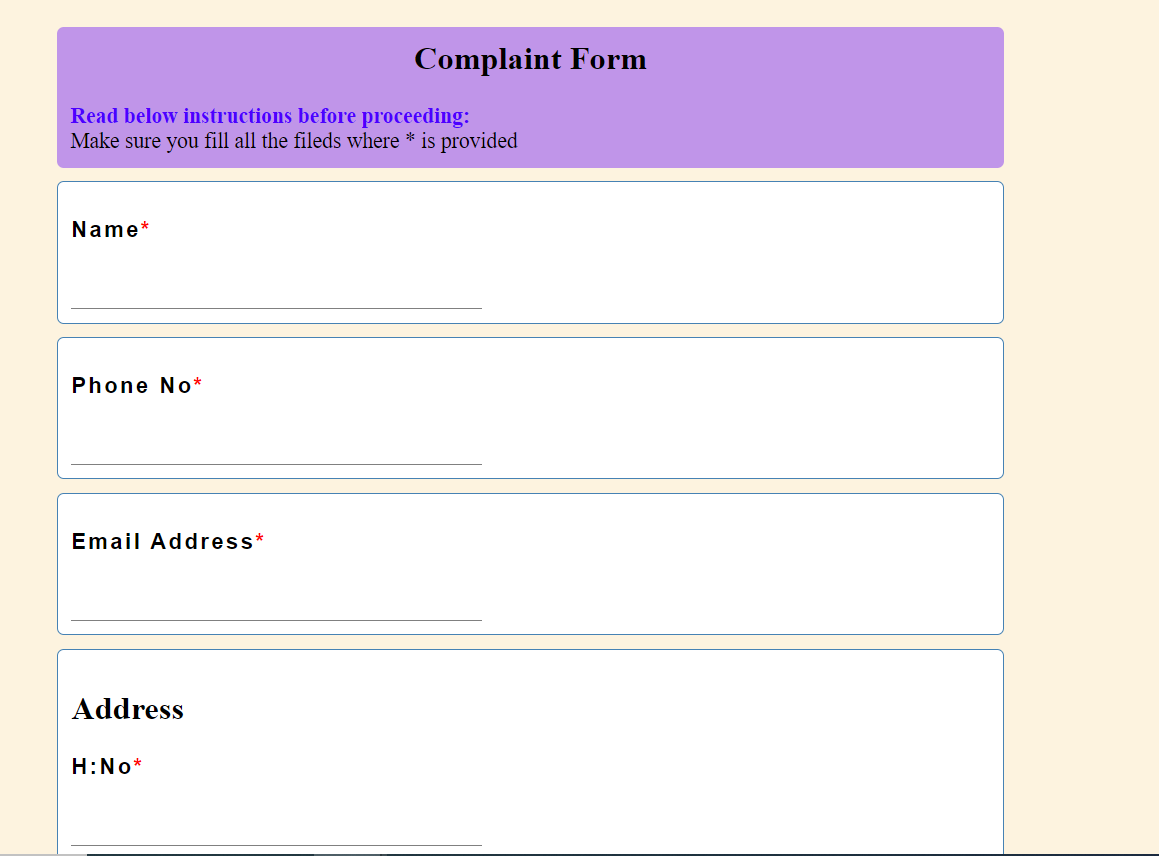 Complaint Form
Read below instructions before proceeding:
Make sure you fill all the fileds where * is provided
Name*
Phone No*
Email Address*
Address
H:No*